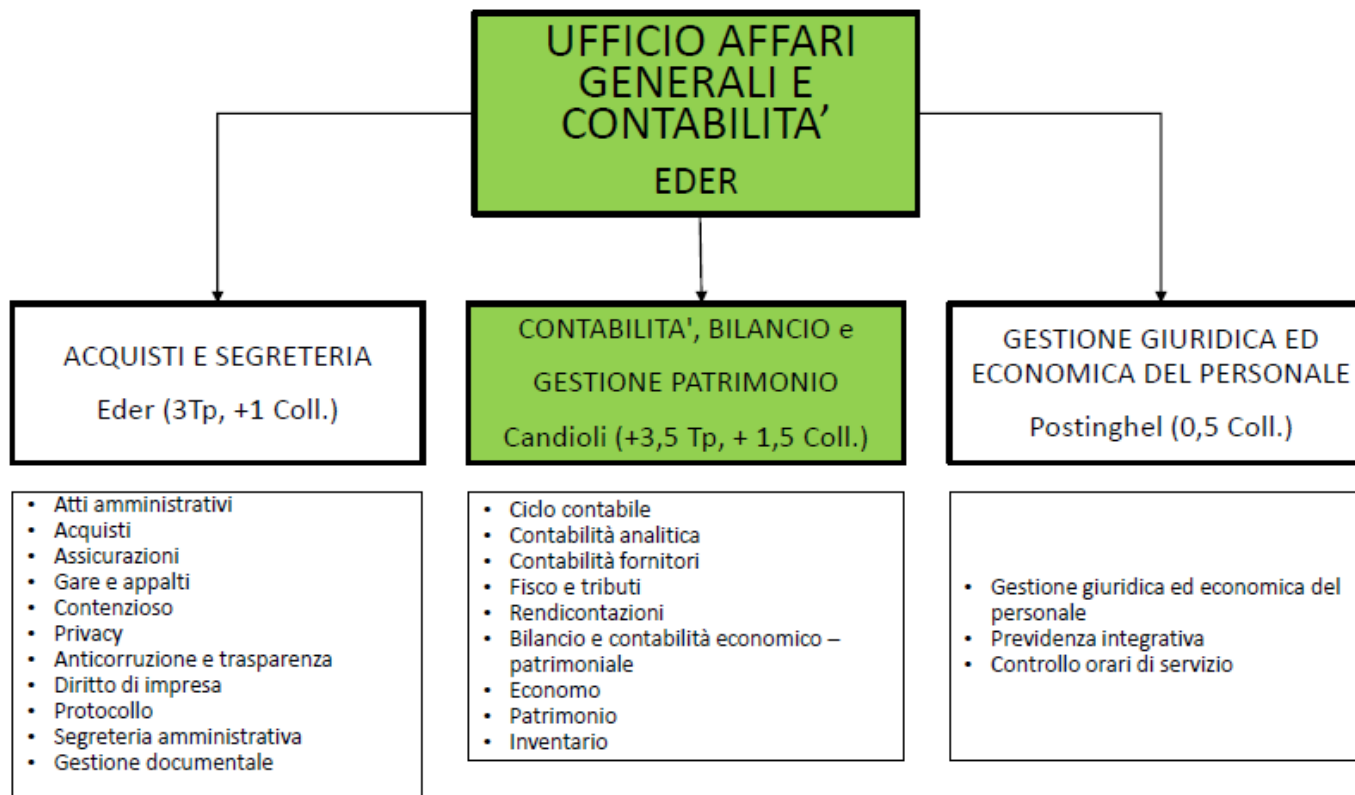 UFFICIO AFFARI
GENERALI E
CONTABILITA’
EDER
ACQUISTI E SEGRETERIA
Eder (3Tp, +1 Coll.)
CONTABILITA', BILANCIO e
GESTIONE PATRIMONIO
Candioli (+3,5 Tp, + 1,5 Coll.)
GESTIONE GIURIDICA ED
ECONOMICA DEL PERSONALE
Postinghel (0,5 Coll.)
• Atti amministrativi
• Acquisti
• Assicurazioni
• Gare e appalti
• Contenzioso
• Privacy
• Anticorruzione e trasparenza
• Diritto di impresa
• Protocollo
• Segreteria amministrativa
• Gestione documentale
• Ciclo contabile
• Contabilità analitica
• Contabilità fornitori
• Fisco e tributi
• Rendicontazioni
• Bilancio e contabilità economico –
patrimoniale
• Economo
• Patrimonio
• Inventario
• Gestione giuridica ed economica del
personale
• Previdenza integrativa
• Controllo orari di servizio